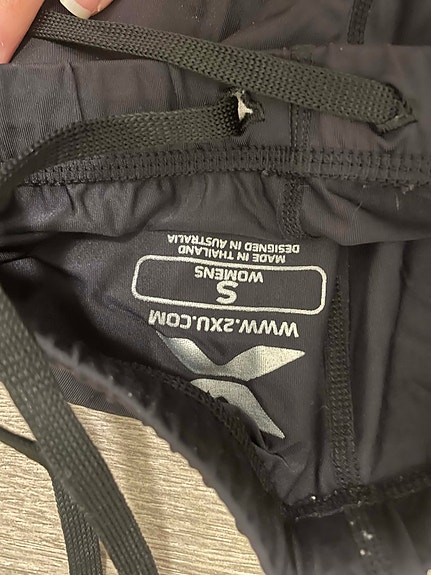 WWW.2XU.COM
S
WOMENS
MADE IN THAILAND
DESIGNED IN AUSTRALIA